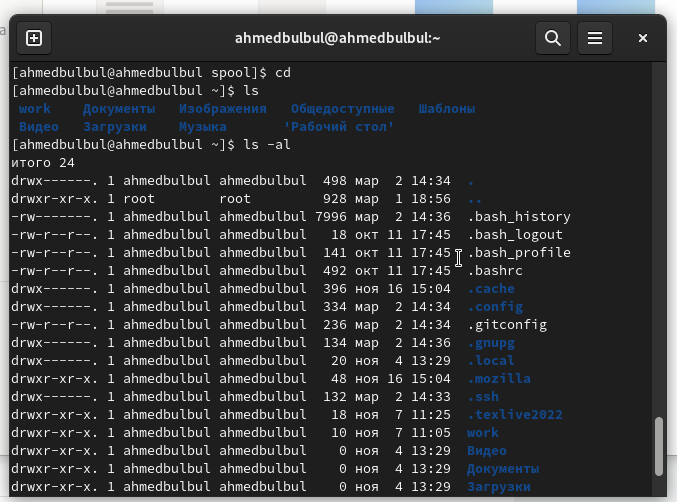 ahmedbulbul@ahmedbulbul:~
[ahmedbulbul@ahmedbulbul spool]$ cd
[ahmedbulbul@ahmedbulbul ~]$ ls
work    Документы   Изображения   Общедоступные   Шаблоны
Видео   Загрузки    Музыка       'Рабочий стол'
[ahmedbulbul@ahmedbulbul ~]$ ls -al
итого 24
drwx------. 1 ahmedbulbul ahmedbulbul  498 мар  2 14:34  .
drwxr-xr-x. 1 root        root         928 мар  1 18:56  ..
-rw-------. 1 ahmedbulbul ahmedbulbul 7996 мар  2 14:36  .bash_history
-rw-r--r--. 1 ahmedbulbul ahmedbulbul   18 окт 11 17:45  .bash_logout
-rw-r--r--. 1 ahmedbulbul ahmedbulbul  141 окт 11 17:45  .bash_profile
-rw-r--r--. 1 ahmedbulbul ahmedbulbul  492 окт 11 17:45  .bashrc
drwx------. 1 ahmedbulbul ahmedbulbul  396 ноя 16 15:04  .cache
drwx------. 1 ahmedbulbul ahmedbulbul  334 мар  2 14:34  .config
-rw-r--r--. 1 ahmedbulbul ahmedbulbul  236 мар  2 14:34  .gitconfig
drwx------. 1 ahmedbulbul ahmedbulbul  134 мар  2 14:36  .gnupg
drwx------. 1 ahmedbulbul ahmedbulbul   20 ноя  4 13:29  .local
drwxr-xr-x. 1 ahmedbulbul ahmedbulbul   48 ноя 16 15:04  .mozilla
drwx------. 1 ahmedbulbul ahmedbulbul  132 мар  2 14:33  .ssh
drwxr-xr-x. 1 ahmedbulbul ahmedbulbul   18 ноя  7 11:25  .texlive2022
drwxr-xr-x. 1 ahmedbulbul ahmedbulbul   10 ноя  7 11:05  work
drwxr-xr-x. 1 ahmedbulbul ahmedbulbul    0 ноя  4 13:29  Видео
drwxr-xr-x. 1 ahmedbulbul ahmedbulbul    0 ноя  4 13:29  Документы
drwxr-xr-x. 1 ahmedbulbul ahmedbulbul    0 ноя  4 13:29  Загрузки